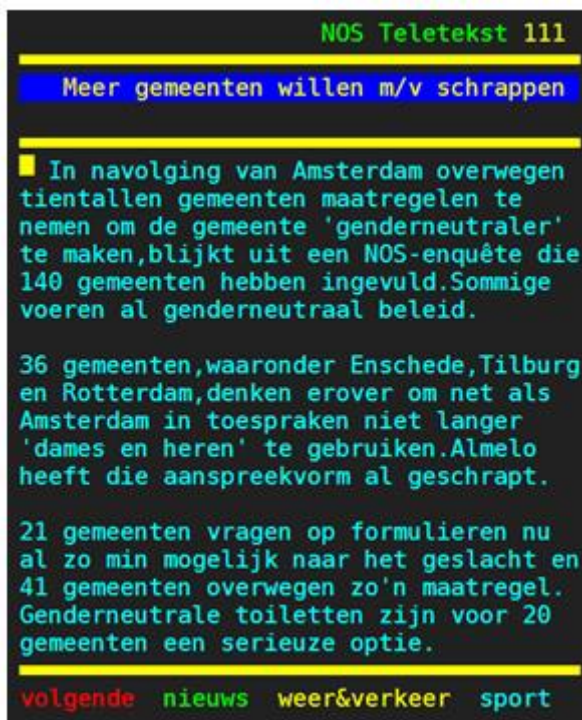 NOS Teletekst 111
Meer gemeenten willen m/v schrappen
In navolging van Amsterdam overwegen
tientallen gemeenten maatregelen te
nemen om de gemeente 'genderneutraler'
te maken,blijkt uit een NOS-enquête die
140 gemeenten hebben ingevuld.Sommige
voeren al genderneutraal beleid.
36 gemeenten,waaronder Enschede,Tilburg
en Rotterdam,denken erover om net als
Amsterdam in toespraken niet langer
'dames en heren' te gebruiken.Almelo
heeft die aanspreekvorm al geschrapt.
21 gemeenten vragen op formulieren nu
al zo min mogelijk naar het geslacht en
41 gemeenten overwegen zo'n maatregel.
Genderneutrale toiletten zijn voor 20
gemeenten een serieuze optie.
volgende nieuws weer&verkeer sport